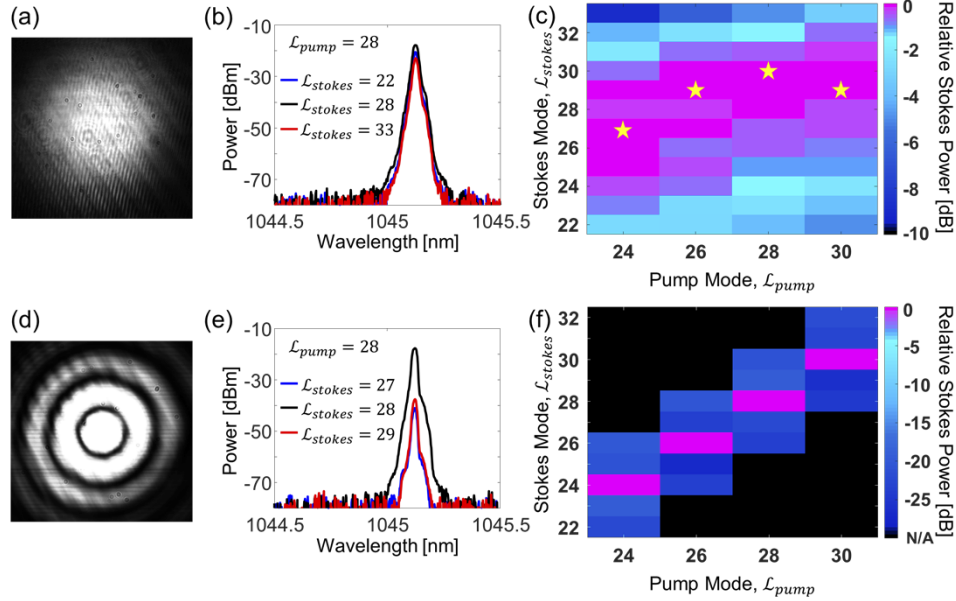 (a)
(b)
-10
-30
-50
-70
Power [dBm]
ℒpump = 28
ℒstokes = 22
ℒstokes = 28
ℒstokes = 33
1044.5
1045
1045.5
Wavelength [nm]
(c)
32
30
28
26
24
22
Stokes Mode, ℒstokes
24
26
28
30
Pump Mode, ℒpump
0
-2
-4
-6
-8
-10
Relative Stokes Power [dB]
(d)
(e)
-10
-30
-50
-70
Power [dBm]
ℒpump = 28
ℒstokes = 27
ℒstokes = 28
ℒstokes = 29
1044.5
1045
1045.5
Wavelength [nm]
(f)
32
30
28
26
24
22
Stokes Mode, ℒstokes
24
26
28
30
Pump Mode, ℒpump
0
-5
-10
-15
-20
-25
N/A
Relative Stokes Power [dB]